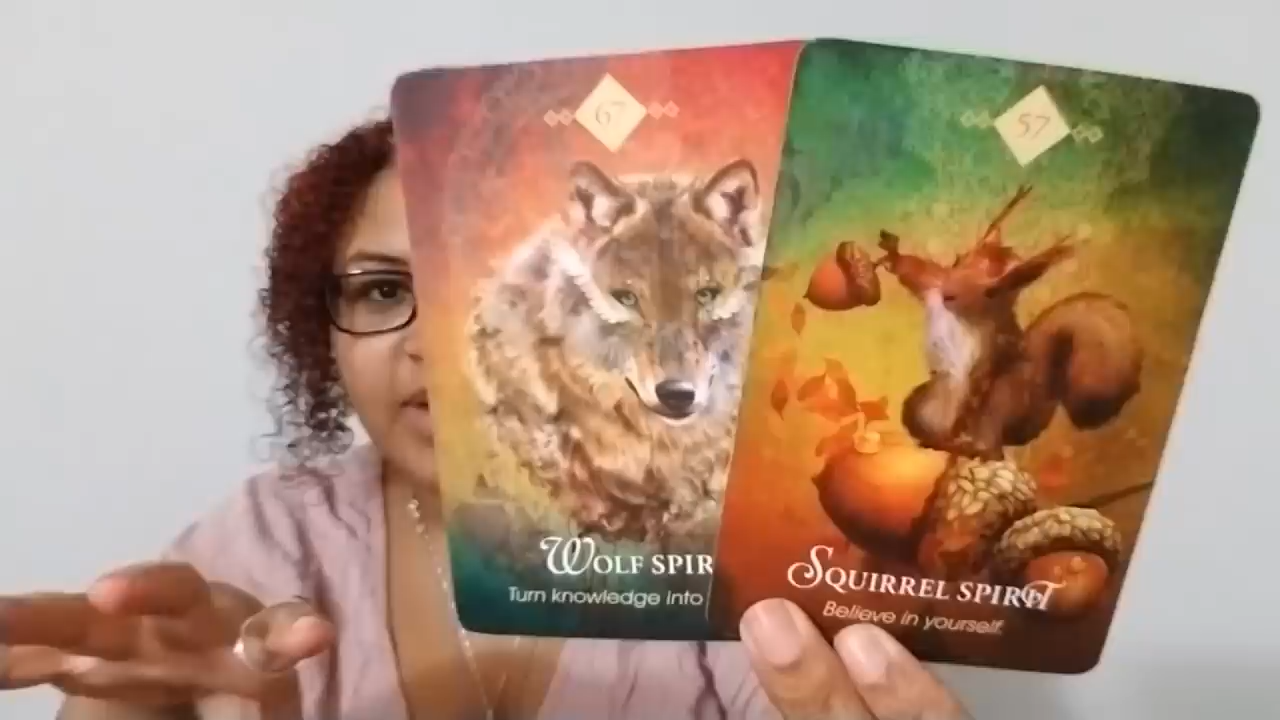 67
WOLF SPIR
Turn knowledge into
57
SQUIRREL SPIRIT
Believe in yourself.